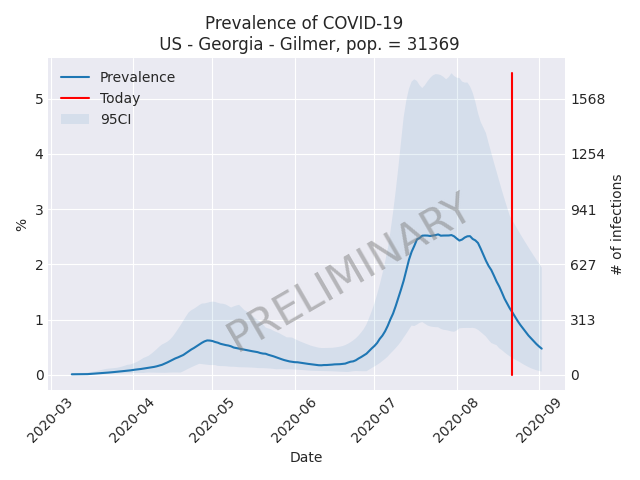 Prevalence of COVID-19
US - Georgia - Gilmer, pop. = 31369
Prevalence
Today
95CI
PRELIMINARY
%
5
4
3
2
1
0
1568
1254
941
627
313
0
# of infections
2020-03
2020-04
2020-05
2020-06
2020-07
2020-08
2020-09
Date